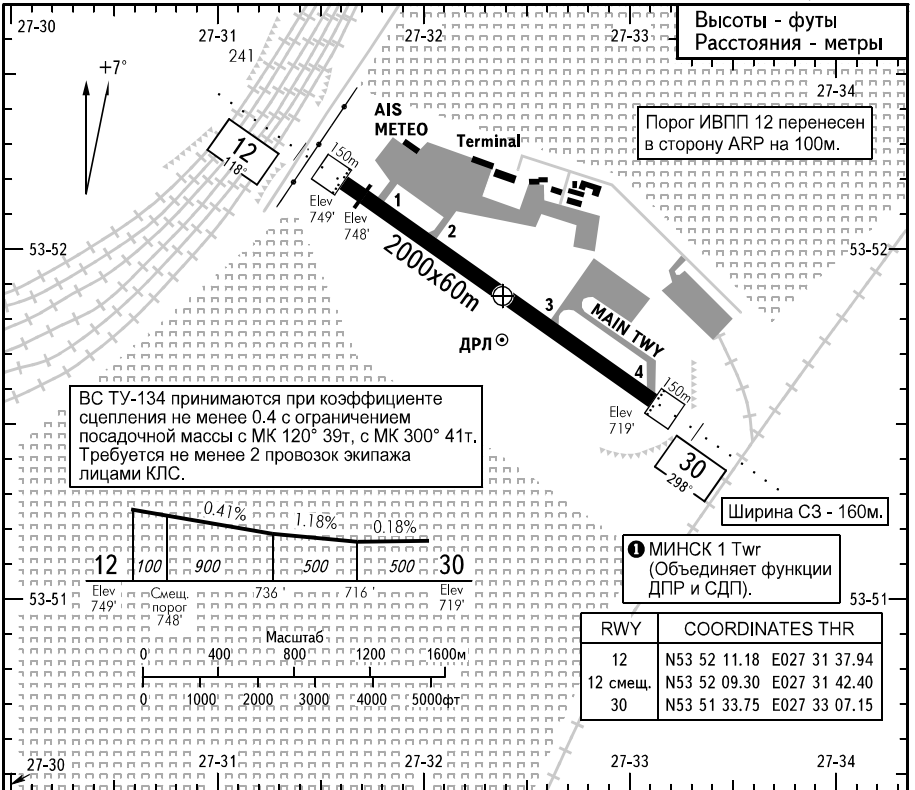 27-30
27-31
27-32
27-33
Высоты - футы
Расстояния - метры
27-34
241
+7°
AIS
METEO
Terminal
Порог ИВПП 12 перенесен
в сторону ARP на 100м.
12
118°
150m
Elev
749'
Elev
748'
1
2
53-52
53-52
2000x60m
3
MAIN TWY
ДРЛ
4
150m
Elev
719'
ВС ТУ-134 принимаются при коэффициенте
сцепления не менее 0.4 с ограничением
посадочной массы с МК 120° 39т, с МК 300° 41т.
Требуется не менее 2 провозок экипажа
лицами КЛС.
30
298°
Ширина СЗ - 160м.
0.41%
1.18%
0.18%
12
100
900
500
500
30
Elev
749'
Смещ.
порог
748'
736 '
716 '
Elev
719'
❶ МИНСК 1 Twr
(Объединяет функции
ДПР и СДП).
53-51
53-51
Масштаб
0 400 800 1200 1600м
0 1000 2000 3000 4000 5000фт
RWY COORDINATES THR
12 N53 52 11.18 E027 31 37.94
12 смещ. N53 52 09.30 E027 31 42.40
30 N53 51 33.75 E027 33 07.15
27-30
27-31
27-32
27-33
27-34